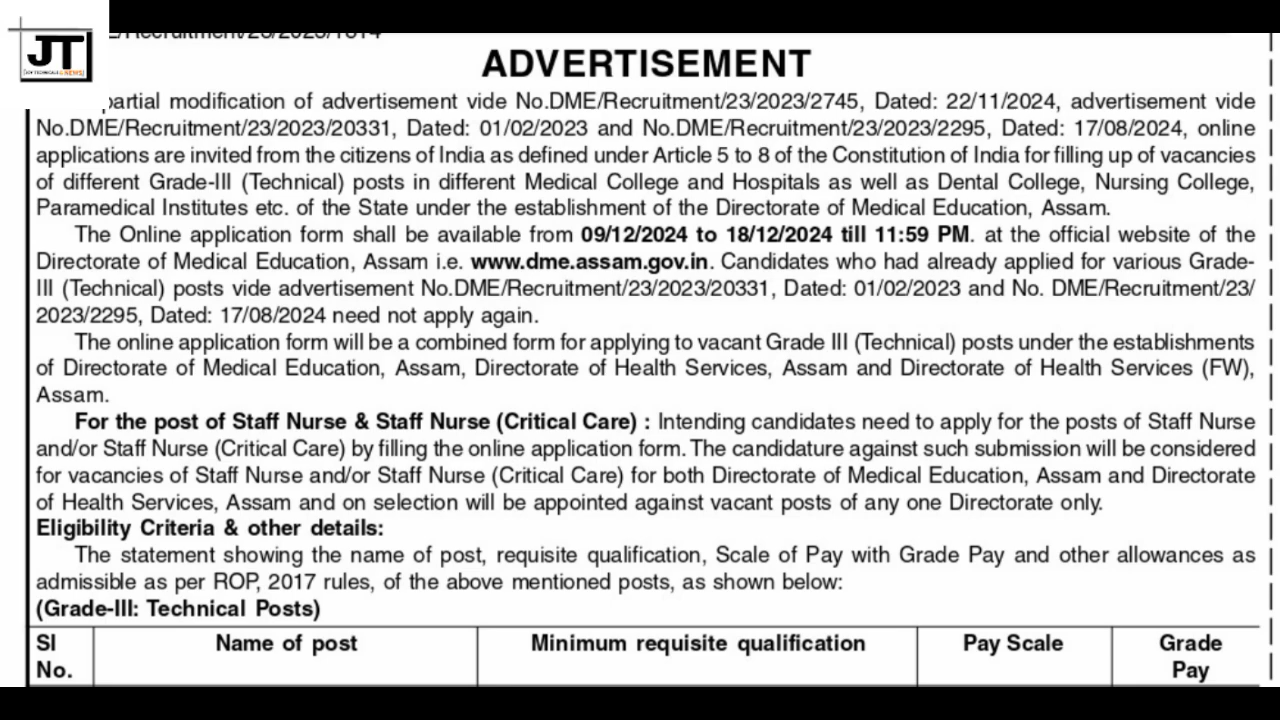 JT
ADVERTISEMENT
partial modification of advertisement vide No.DME/Recruitment/23/2023/2745, Dated: 22/11/2024, advertisement vide
No.DME/Recruitment/23/2023/20331, Dated: 01/02/2023 and No.DME/Recruitment/23/2023/2295, Dated: 17/08/2024, online
applications are invited from the citizens of India as defined under Article 5 to 8 of the Constitution of India for filling up of vacancies
of different Grade-III (Technical) posts in different Medical College and Hospitals as well as Dental College, Nursing College,
Paramedical Institutes etc. of the State under the establishment of the Directorate of Medical Education, Assam.
The Online application form shall be available from 09/12/2024 to 18/12/2024 till 11:59 PM. at the official website of the
Directorate of Medical Education, Assam i.e. www.dme.assam.gov.in. Candidates who had already applied for various Grade-
III (Technical) posts vide advertisement No.DME/Recruitment/23/2023/20331, Dated: 01/02/2023 and No. DME/Recruitment/23/
2023/2295, Dated: 17/08/2024 need not apply again.
The online application form will be a combined form for applying to vacant Grade III (Technical) posts under the establishments
of Directorate of Medical Education, Assam, Directorate of Health Services, Assam and Directorate of Health Services (FW),
Assam.
For the post of Staff Nurse & Staff Nurse (Critical Care) : Intending candidates need to apply for the posts of Staff Nurse
and/or Staff Nurse (Critical Care) by filling the online application form. The candidature against such submission will be considered
for vacancies of Staff Nurse and/or Staff Nurse (Critical Care) for both Directorate of Medical Education, Assam and Directorate
of Health Services, Assam and on selection will be appointed against vacant posts of any one Directorate only.
Eligibility Criteria & other details:
The statement showing the name of post, requisite qualification, Scale of Pay with Grade Pay and other allowances as
admissible as per ROP, 2017 rules, of the above mentioned posts, as shown below:
(Grade-III: Technical Posts)
Sl No. Name of post Minimum requisite qualification Pay Scale Grade Pay